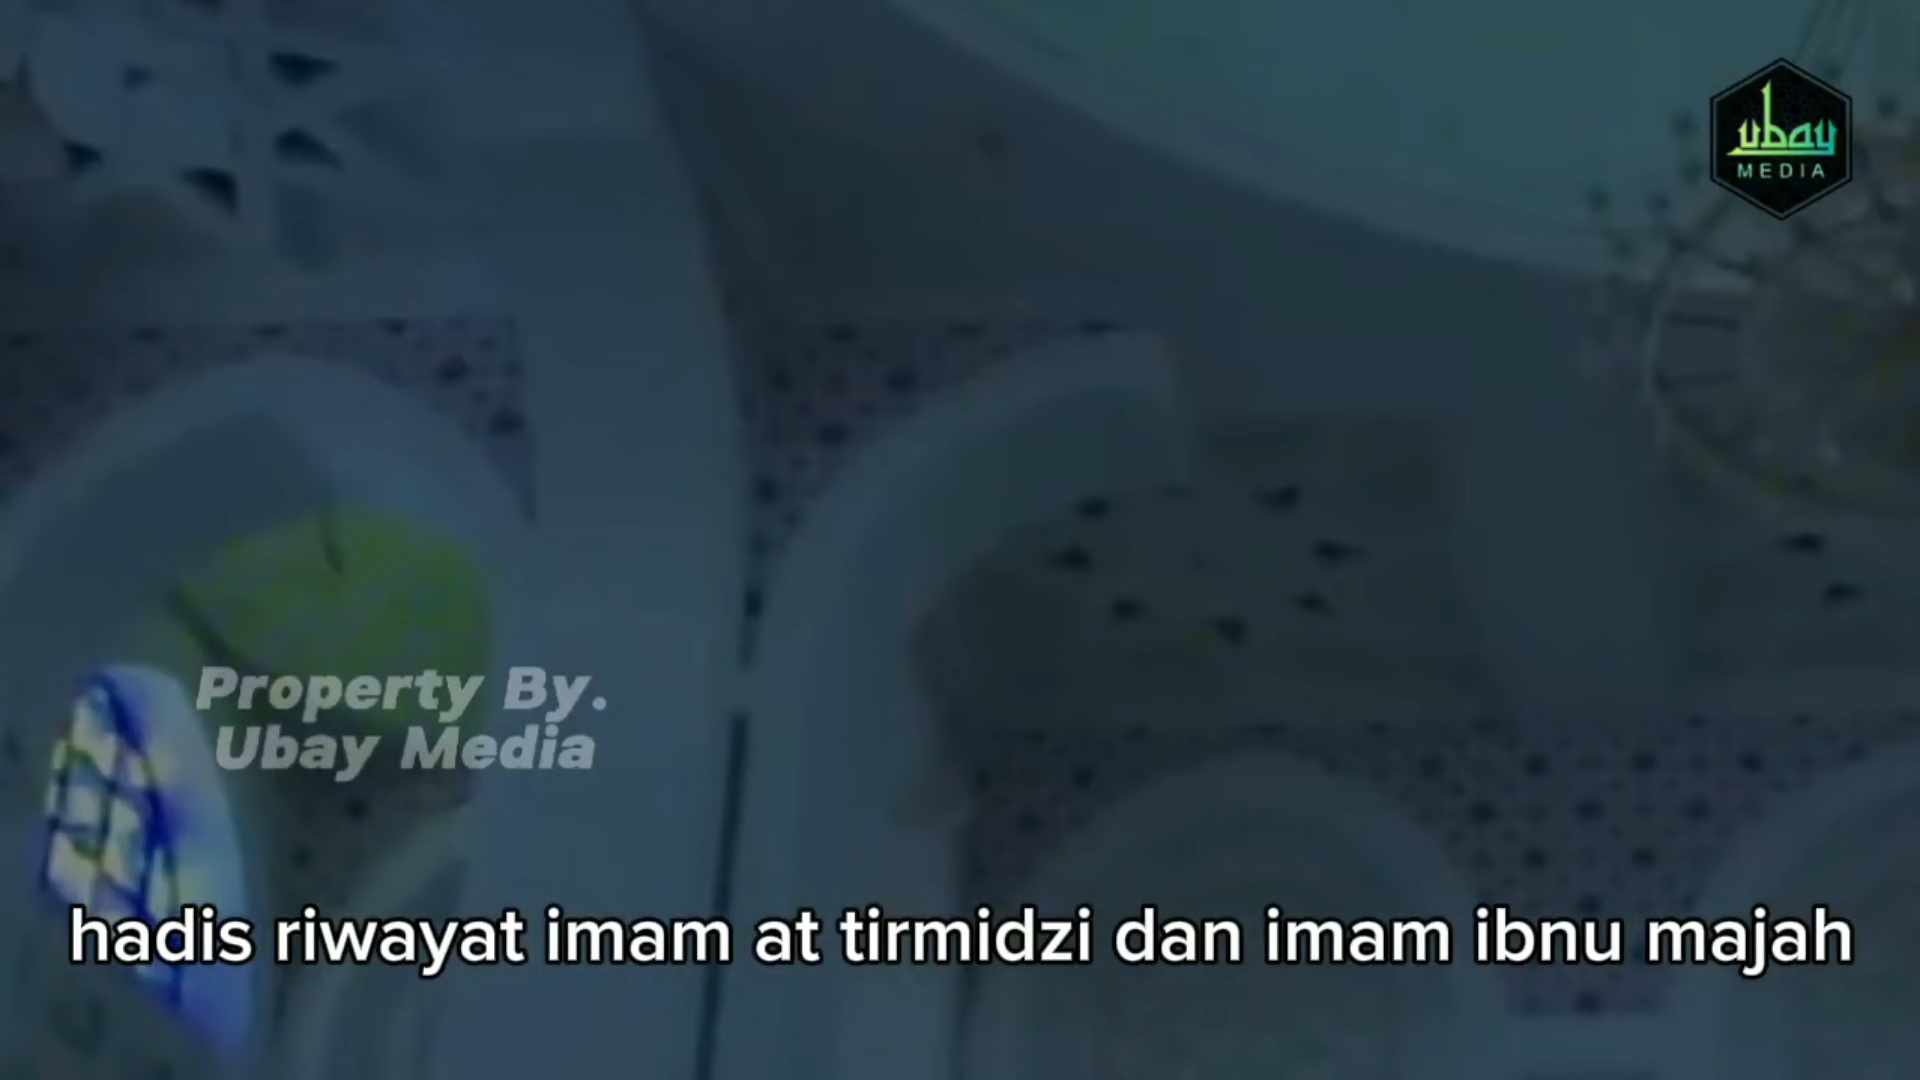 ubay
MEDIA
Property By.
Ubay Media
hadis riwayat imam at tirmidzi dan imam ibnu majah